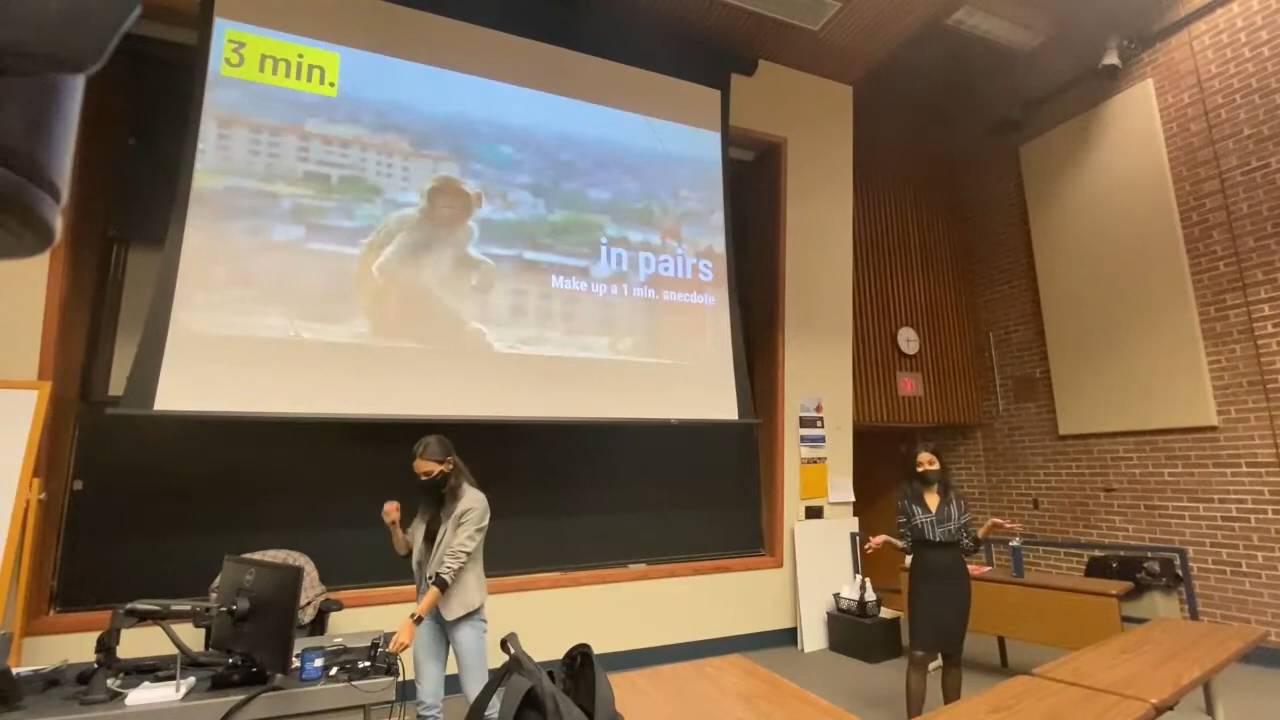 3 min.
in pairs
Make up a 1 min. anecdote